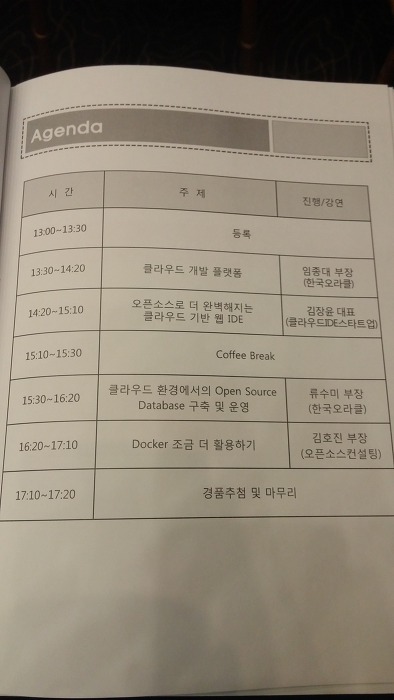 Agenda
시 간 주 제 진행/강연
13:00~13:30 등록
13:30~14:20 클라우드 개발 플랫폼 임종대 부장
(한국오라클)
14:20~15:10 오픈소스로 더 완벽해지는
클라우드 기반 웹 IDE
김장윤 대표
(클라우드IDE스타트업)
15:10~15:30 Coffee Break
15:30~16:20 클라우드 환경에서의 Open Source
Database 구축 및 운영
류수미 부장
(한국오라클)
16:20~17:10 Docker 조금 더 활용하기 김호진 부장
(오픈소스컨설팅)
17:10~17:20 경품추첨 및 마무리